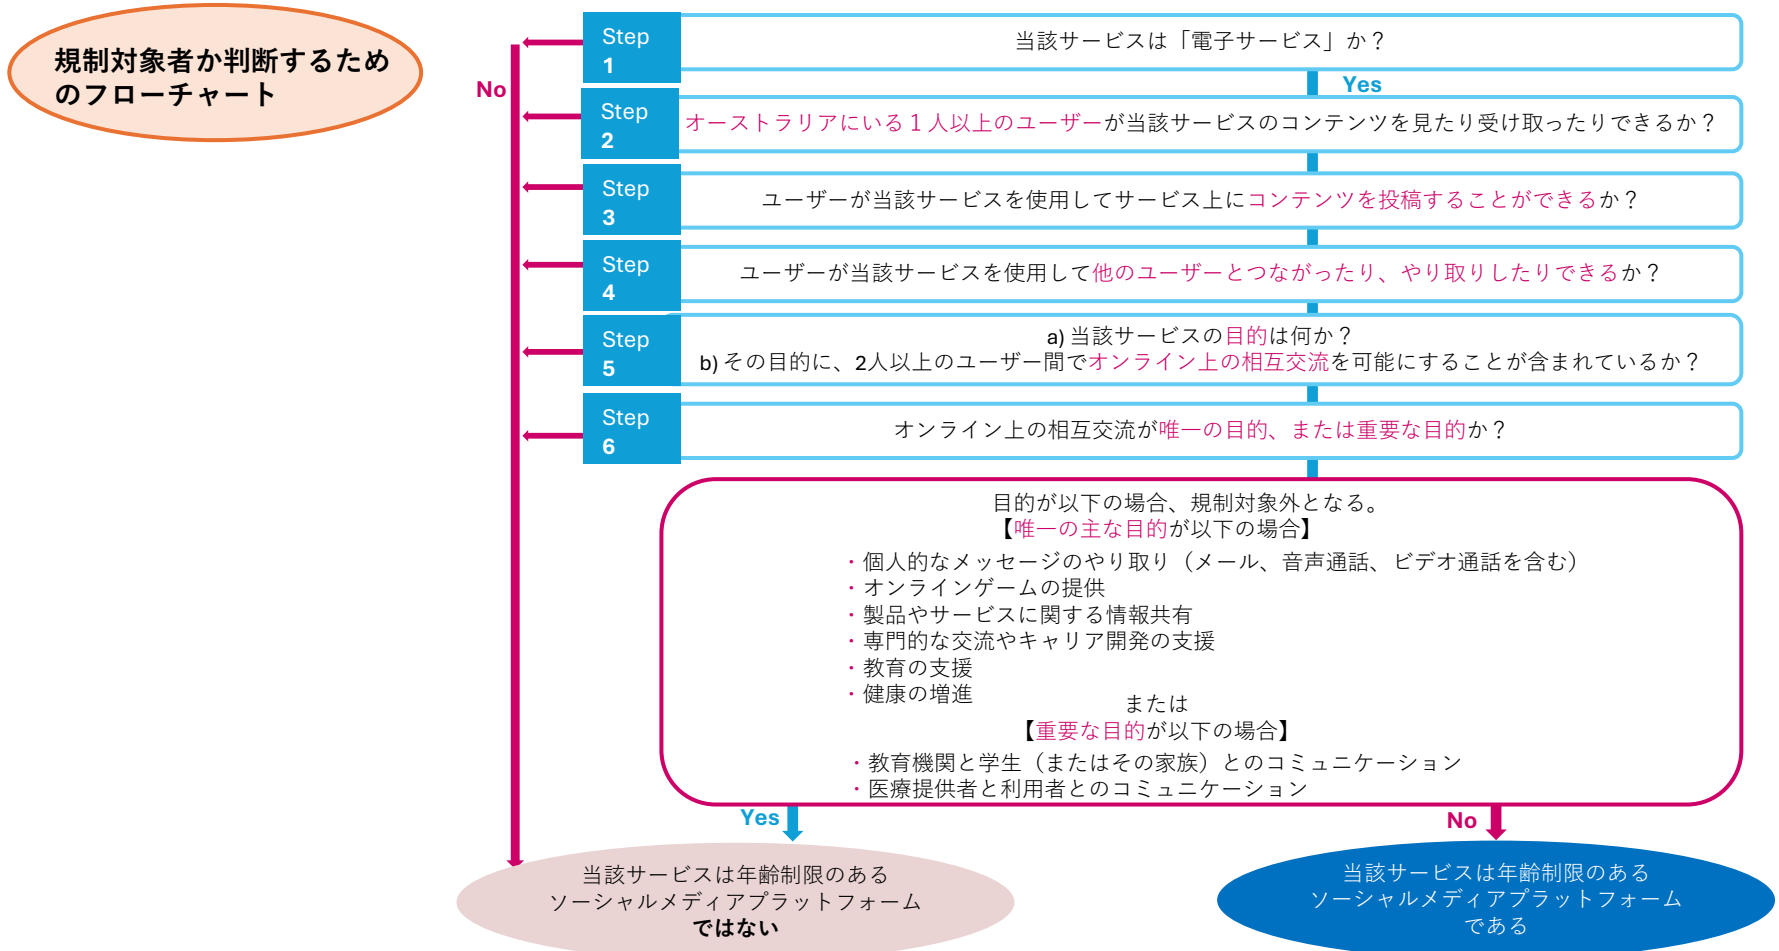 規制対象者か判断するため
のフローチャート
No
Step
1
当該サービスは「電子サービス」か？
Yes
Step
2
オーストラリアにいる１人以上のユーザーが当該サービスのコンテンツを見たり受け取ったりできるか？
Step
3
ユーザーが当該サービスを使用してサービス上にコンテンツを投稿することができるか？
Step
4
ユーザーが当該サービスを使用して他のユーザーとつながったり、やり取りしたりできるか？
Step
5
a) 当該サービスの目的は何か？
b) その目的に、2人以上のユーザー間でオンライン上の相互交流を可能にすることが含まれているか？
Step
6
オンライン上の相互交流が唯一の目的、または重要な目的か？
目的が以下の場合、規制対象外となる。
【唯一の主な目的が以下の場合】
・個人的なメッセージのやり取り（メール、音声通話、ビデオ通話を含む）
・オンラインゲームの提供
・製品やサービスに関する情報共有
・専門的な交流やキャリア開発の支援
・教育の支援
・健康の増進
または
【重要な目的が以下の場合】
・教育機関と学生（またはその家族）とのコミュニケーション
・医療提供者と利用者とのコミュニケーション
Yes
No
当該サービスは年齢制限のある
ソーシャルメディアプラットフォーム
ではない
当該サービスは年齢制限のある
ソーシャルメディアプラットフォーム
である